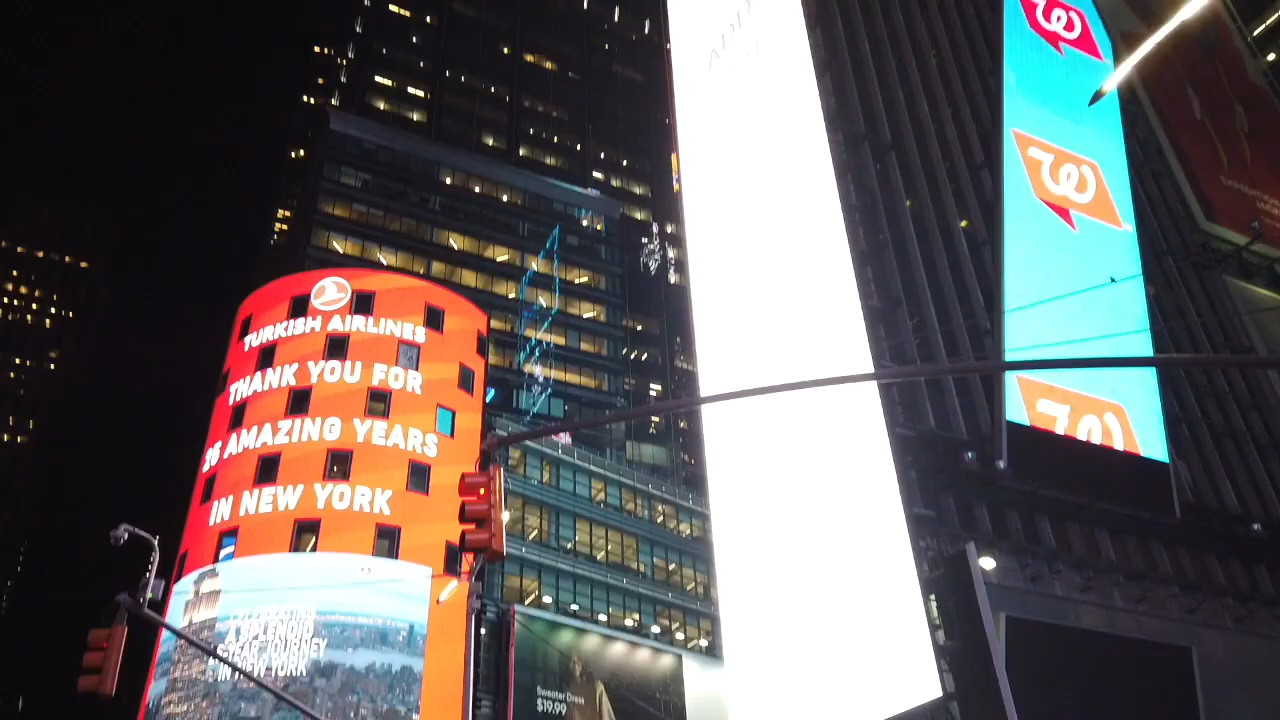 TURKISH AIRLINES
THANK YOU FOR
35 AMAZING YEARS
IN NEW YORK
A SPLENDID
YEAR JOURNEY
IN NEW YORK
Sweater Dress
$19.99